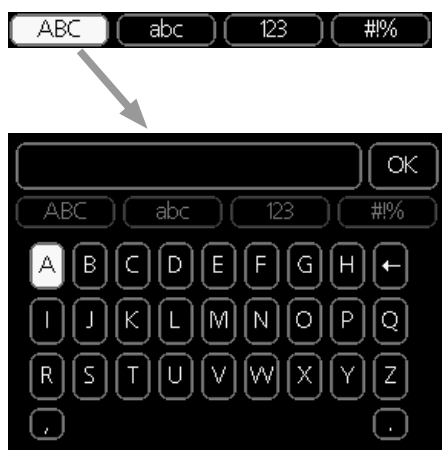 ABC abc 123 #!%
OK
ABC abc 123 #!%
A B C D E F G H ←
I J K L M N O P Q
R S T U V W X Y Z
, .